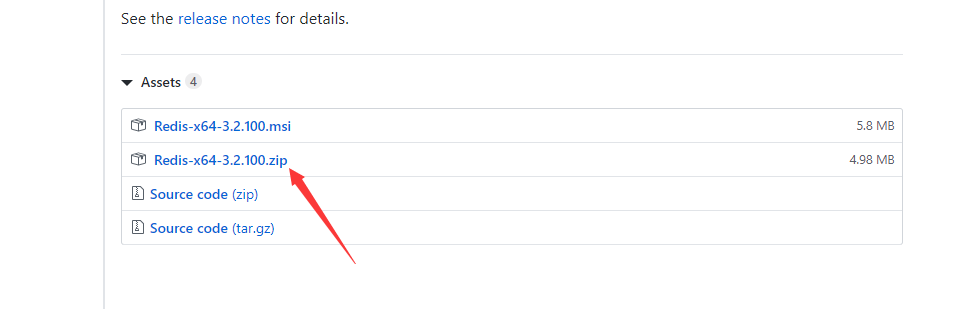 See the release notes for details.
Assets 4
Redis-x64-3.2.100.msi 5.8 MB
Redis-x64-3.2.100.zip 4.98 MB
Source code (zip)
Source code (tar.gz)